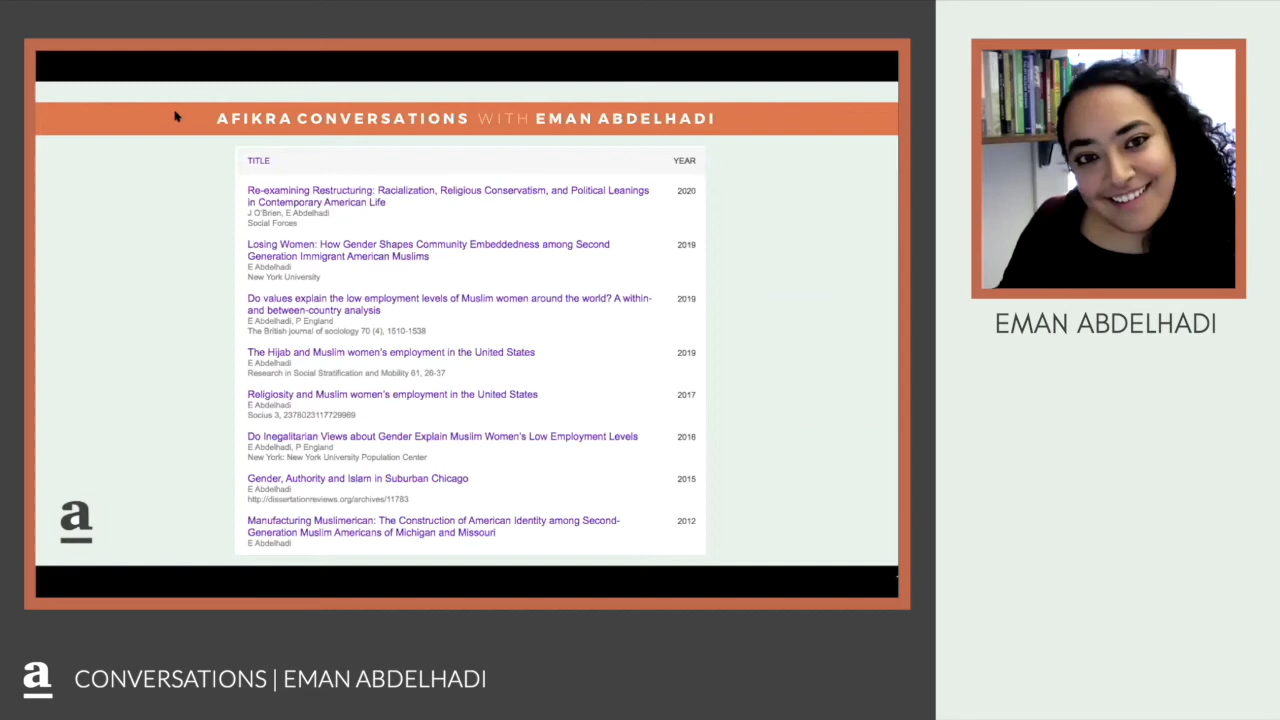 AFIKRA CONVERSATIONS WITH EMAN ABDELHADI
TITLE YEAR
Re-examining Restructuring: Racialization, Religious Conservatism, and Political Leanings 2020
in Contemporary American Life
J O'Brien, E Abdelhadi
Social Forces
Losing Women: How Gender Shapes Community Embeddedness among Second 2019
Generation Immigrant American Muslims
E Abdelhadi
New York University
Do values explain the low employment levels of Muslim women around the world? A within- 2019
and between-country analysis
E Abdelhadi, P England
The British journal of sociology 70 (4), 1510-1538
The Hijab and Muslim women's employment in the United States 2019
E Abdelhadi
Research in Social Stratification and Mobility 61, 26-37
Religiosity and Muslim women's employment in the United States 2017
E Abdelhadi
Socius 3, 2378023117729969
Do Inegalitarian Views about Gender Explain Muslim Women's Low Employment Levels 2016
E Abdelhadi, P England
New York: New York University Population Center
Gender, Authority and Islam in Suburban Chicago 2015
E Abdelhadi
http://dissertationreviews.org/archives/11783
Manufacturing Muslimerican: The Construction of American Identity among Second- 2012
Generation Muslim Americans of Michigan and Missouri
E Abdelhadi
a
EMAN ABDELHADI
a CONVERSATIONS | EMAN ABDELHADI